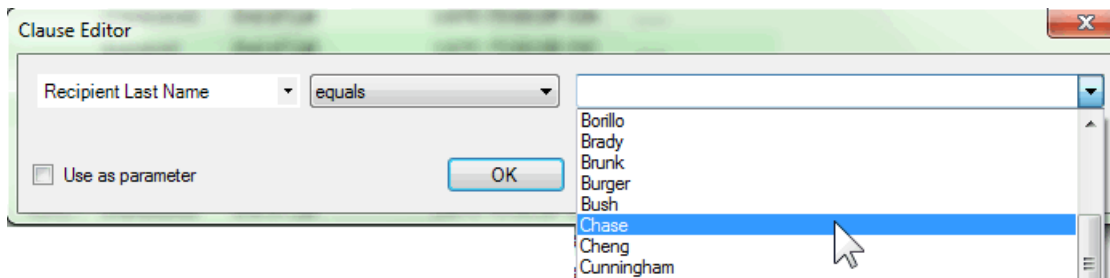 Clause Editor
Recipient Last Name equals
Borillo
Brady
Brunk
Use as parameter OK
Burger
Bush
Chase
Cheng
Cunningham